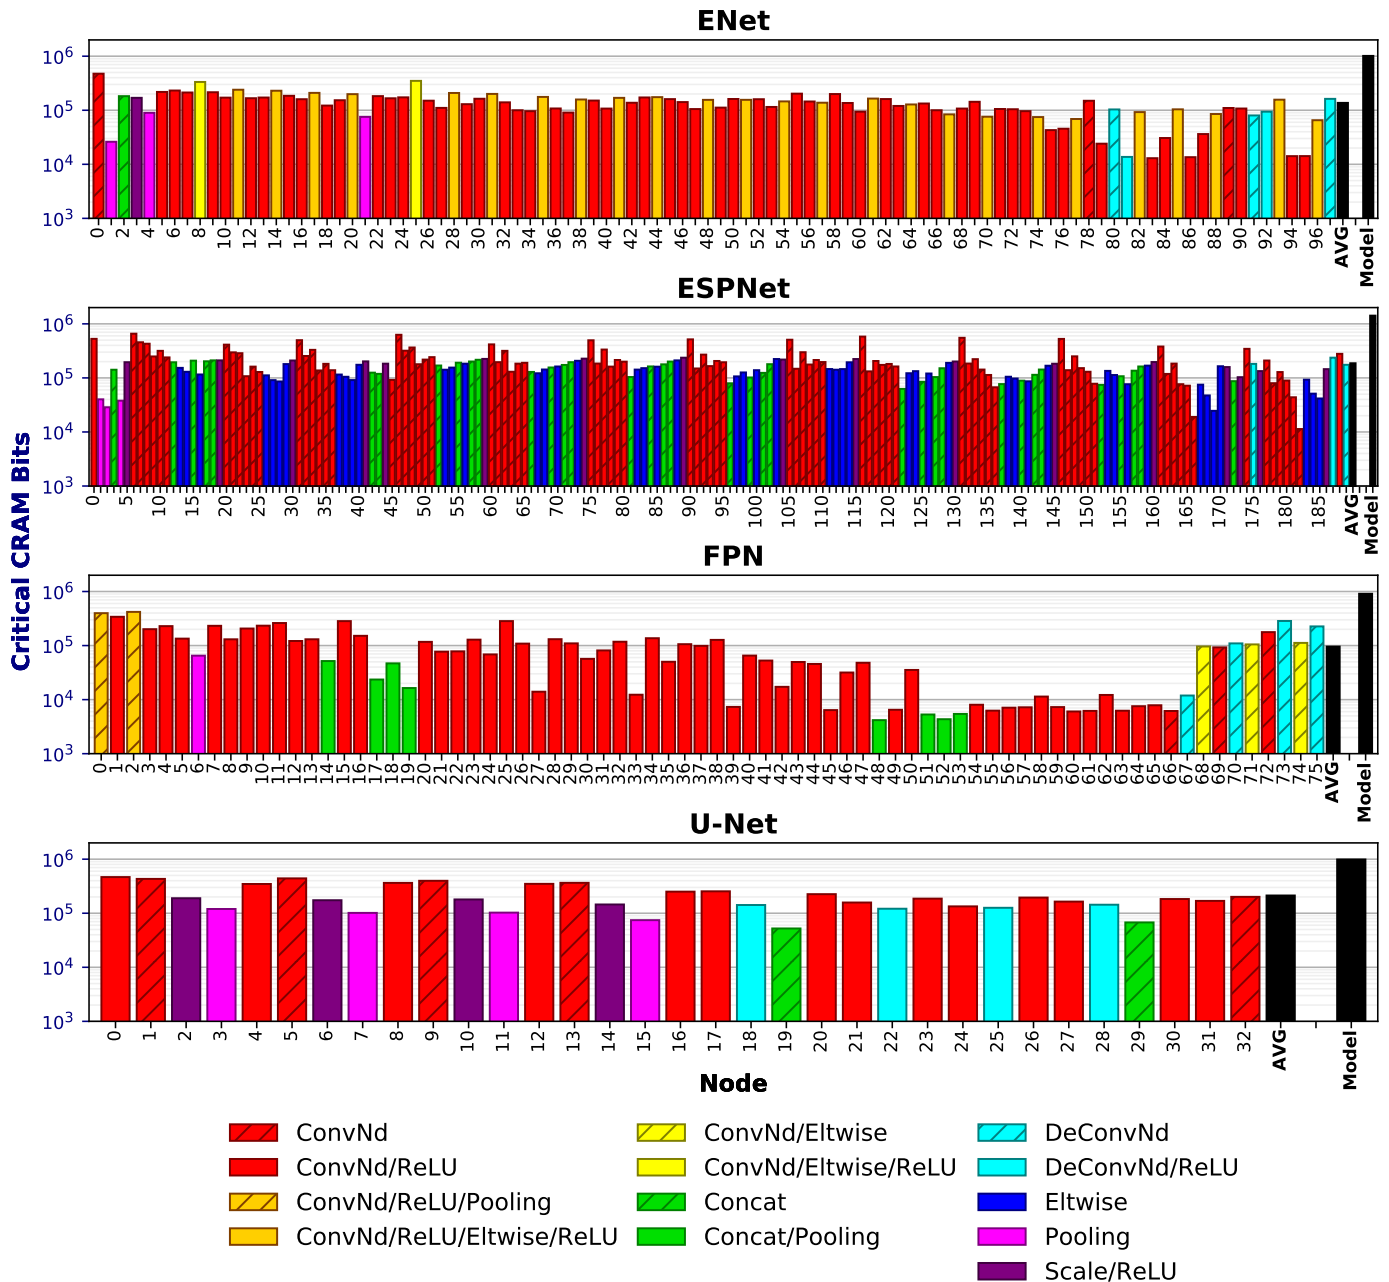 ENet
10^6
10^5
10^4
10^3
0 2 4 6 8 10 12 14 16 18 20 22 24 26 28 30 32 34 36 38 40 42 44 46 48 50 52 54 56 58 60 62 64 66 68 70 72 74 76 78 80 82 84 86 88 90 92 94 96 AVG Model
ESPNet
10^6
10^5
10^4
10^3
0 5 10 15 20 25 30 35 40 45 50 55 60 65 70 75 80 85 90 95 100 105 110 115 120 125 130 135 140 145 150 155 160 165 170 175 180 185 AVG Model
Critical CRAM Bits
FPN
10^6
10^5
10^4
10^3
0 1 2 3 4 5 6 7 8 9 10 11 12 13 14 15 16 17 18 19 20 21 22 23 24 25 26 27 28 29 30 31 32 33 34 35 36 37 38 39 40 41 42 43 44 45 46 47 48 49 50 51 52 53 54 55 56 57 58 59 60 61 62 63 64 65 66 67 68 69 70 71 72 73 74 75 AVG Model
U-Net
10^6
10^5
10^4
10^3
0 1 2 3 4 5 6 7 8 9 10 11 12 13 14 15 16 17 18 19 20 21 22 23 24 25 26 27 28 29 30 31 32 AVG Model
Node
ConvNd
ConvNd/ReLU
ConvNd/ReLU/Pooling
ConvNd/ReLU/Eltwise/ReLU
ConvNd/Eltwise
ConvNd/Eltwise/ReLU
Concat
Concat/Pooling
DeConvNd
DeConvNd/ReLU
Eltwise
Pooling
Scale/ReLU